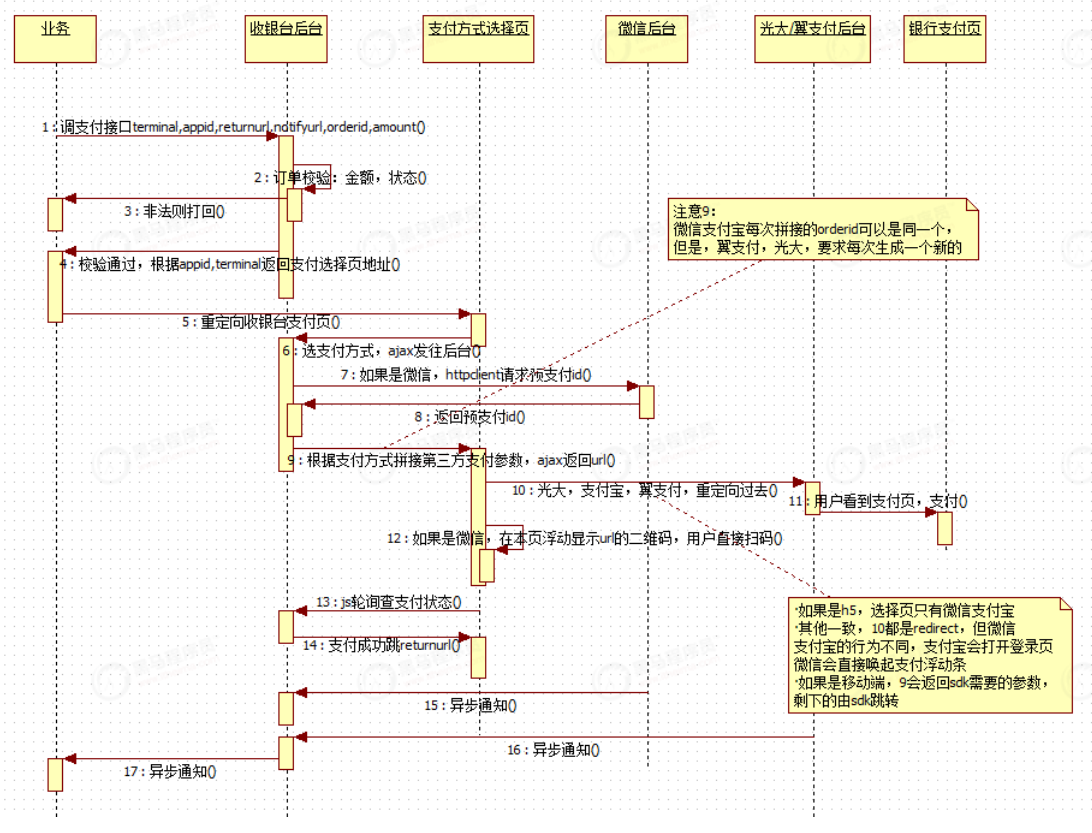 业务
收银台后台
支付方式选择页
微信后台
光大/翼支付后台
银行支付页
1 : 调支付接口terminal,appid,returnurl,notifyurl,orderid,amount()
2 : 订单校验：金额，状态()
3 : 非法则打回()
注意9:
微信支付宝每次拼接的orderid可以是同一个，
但是，翼支付，光大，要求每次生成一个新的
4 : 校验通过，根据appid,terminal返回支付选择页地址()
5 : 重定向收银台支付页()
6 : 选支付方式，ajax发往后台()
7 : 如果是微信，httpclient请求预支付id()
8 : 返回预支付id()
9 : 根据支付方式拼接第三方支付参数，ajax返回url()
10 : 光大，支付宝，翼支付，重定向过去()
11 : 用户看到支付页，支付()
12 : 如果是微信，在本页浮动显示url的二维码，用户直接扫码()
13 : js轮询查支付状态()
14 : 支付成功跳returnurl()
·如果是h5，选择页只有微信支付宝
·其他一致，10都是redirect，但微信
支付宝的行为不同，支付宝会打开登录页
微信会直接唤起支付浮动条
·如果是移动端，9会返回sdk需要的参数，
剩下的由sdk跳转
15 : 异步通知()
16 : 异步通知()
17 : 异步通知()